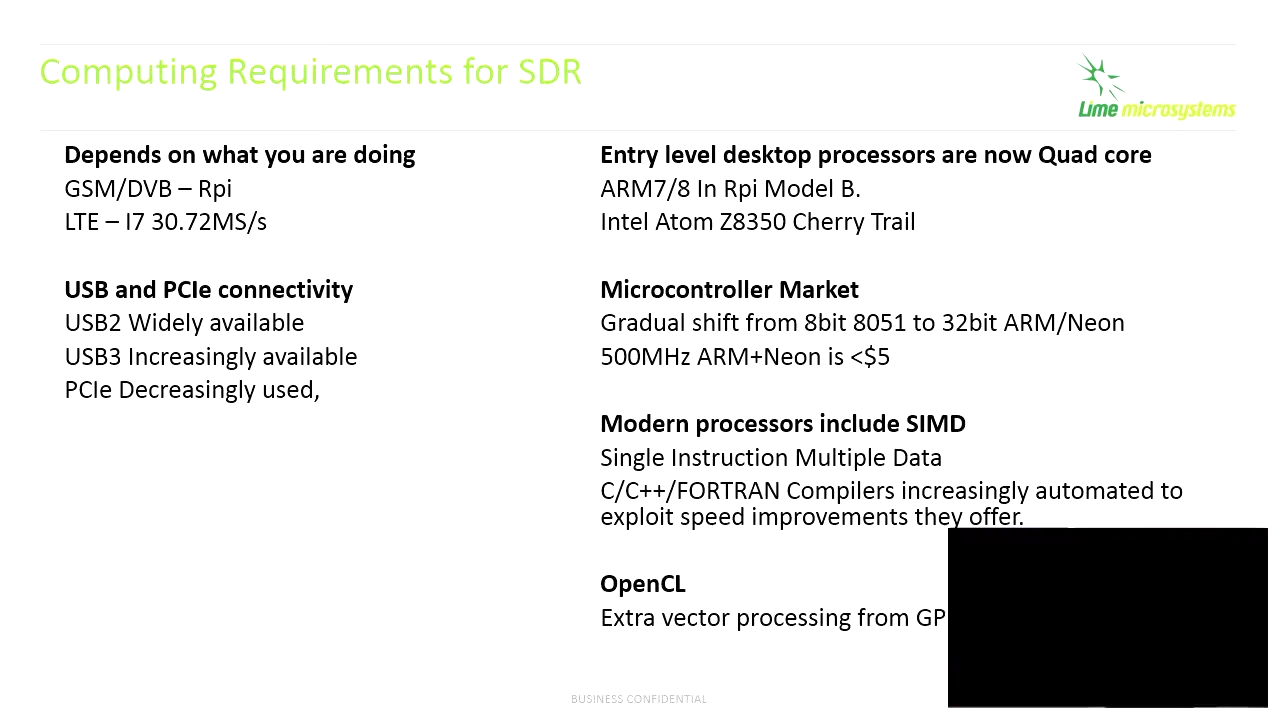 Computing Requirements for SDR
Lime microsystems
Depends on what you are doing
GSM/DVB – Rpi
LTE – I7 30.72MS/s
USB and PCIe connectivity
USB2 Widely available
USB3 Increasingly available
PCIe Decreasingly used,
Entry level desktop processors are now Quad core
ARM7/8 In Rpi Model B.
Intel Atom Z8350 Cherry Trail
Microcontroller Market
Gradual shift from 8bit 8051 to 32bit ARM/Neon
500MHz ARM+Neon is <$5
Modern processors include SIMD
Single Instruction Multiple Data
C/C++/FORTRAN Compilers increasingly automated to
exploit speed improvements they offer.
OpenCL
Extra vector processing from
BUSINESS CONFIDENTIAL